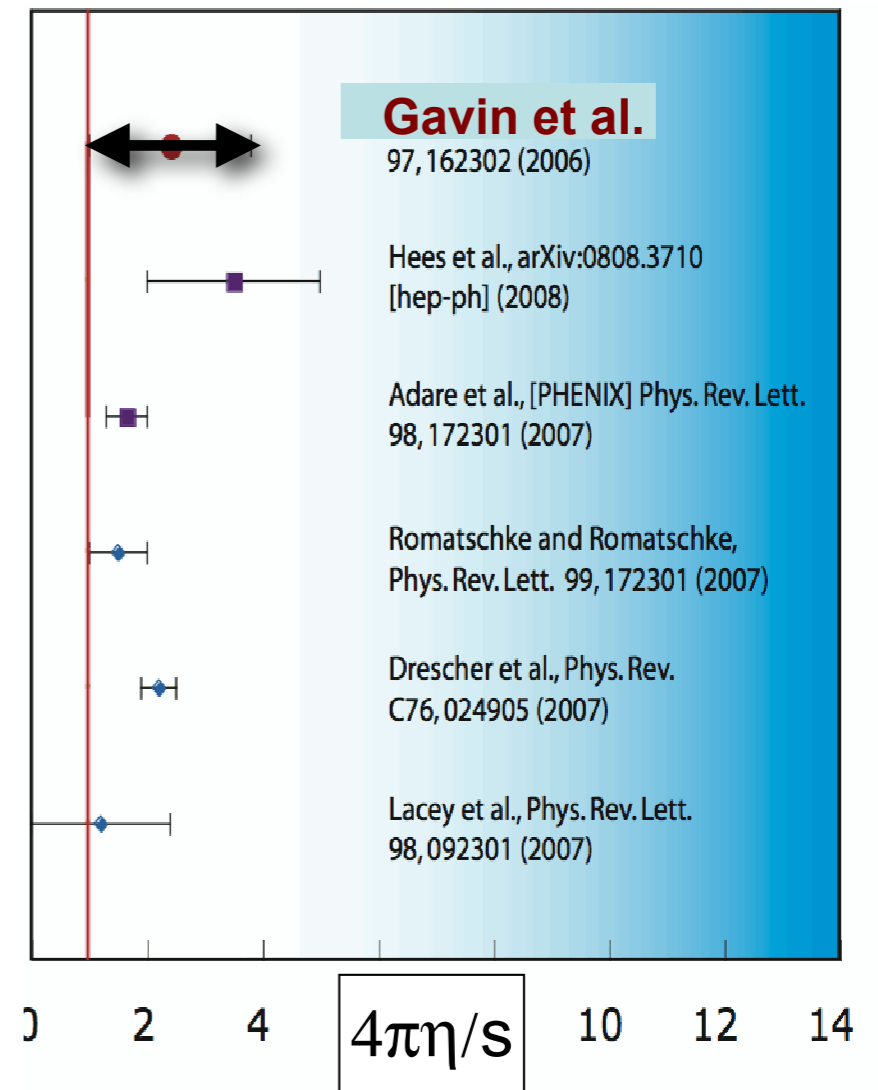 Gavin et al.
97, 162302 (2006)
Hees et al., arXiv:0808.3710
[hep-ph] (2008)
Adare et al., [PHENIX] Phys. Rev. Lett.
98, 172301 (2007)
Romatschke and Romatschke,
Phys. Rev. Lett. 99, 172301 (2007)
Drescher et al., Phys. Rev.
C76, 024905 (2007)
Lacey et al., Phys. Rev. Lett.
98, 092301 (2007)
0 2 4 4πη/s 10 12 14